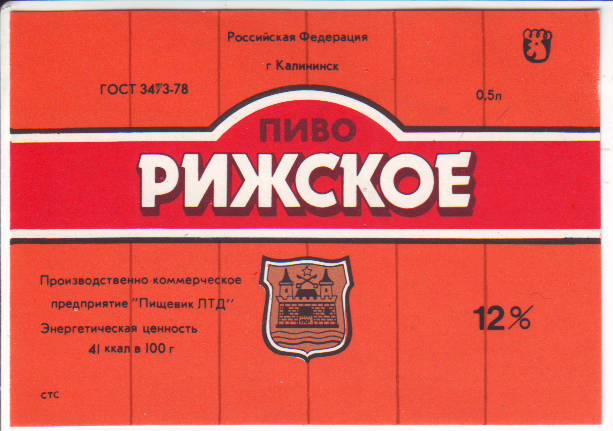 Российская Федерация
г Калининск
ГОСТ 3473-78
0,5л
ПИВО
РИЖСКОЕ
Производственно коммерческое
предприятие "Пищевик ЛТД"
Энергетическая ценность
41 ккал в 100 г
12%
стс